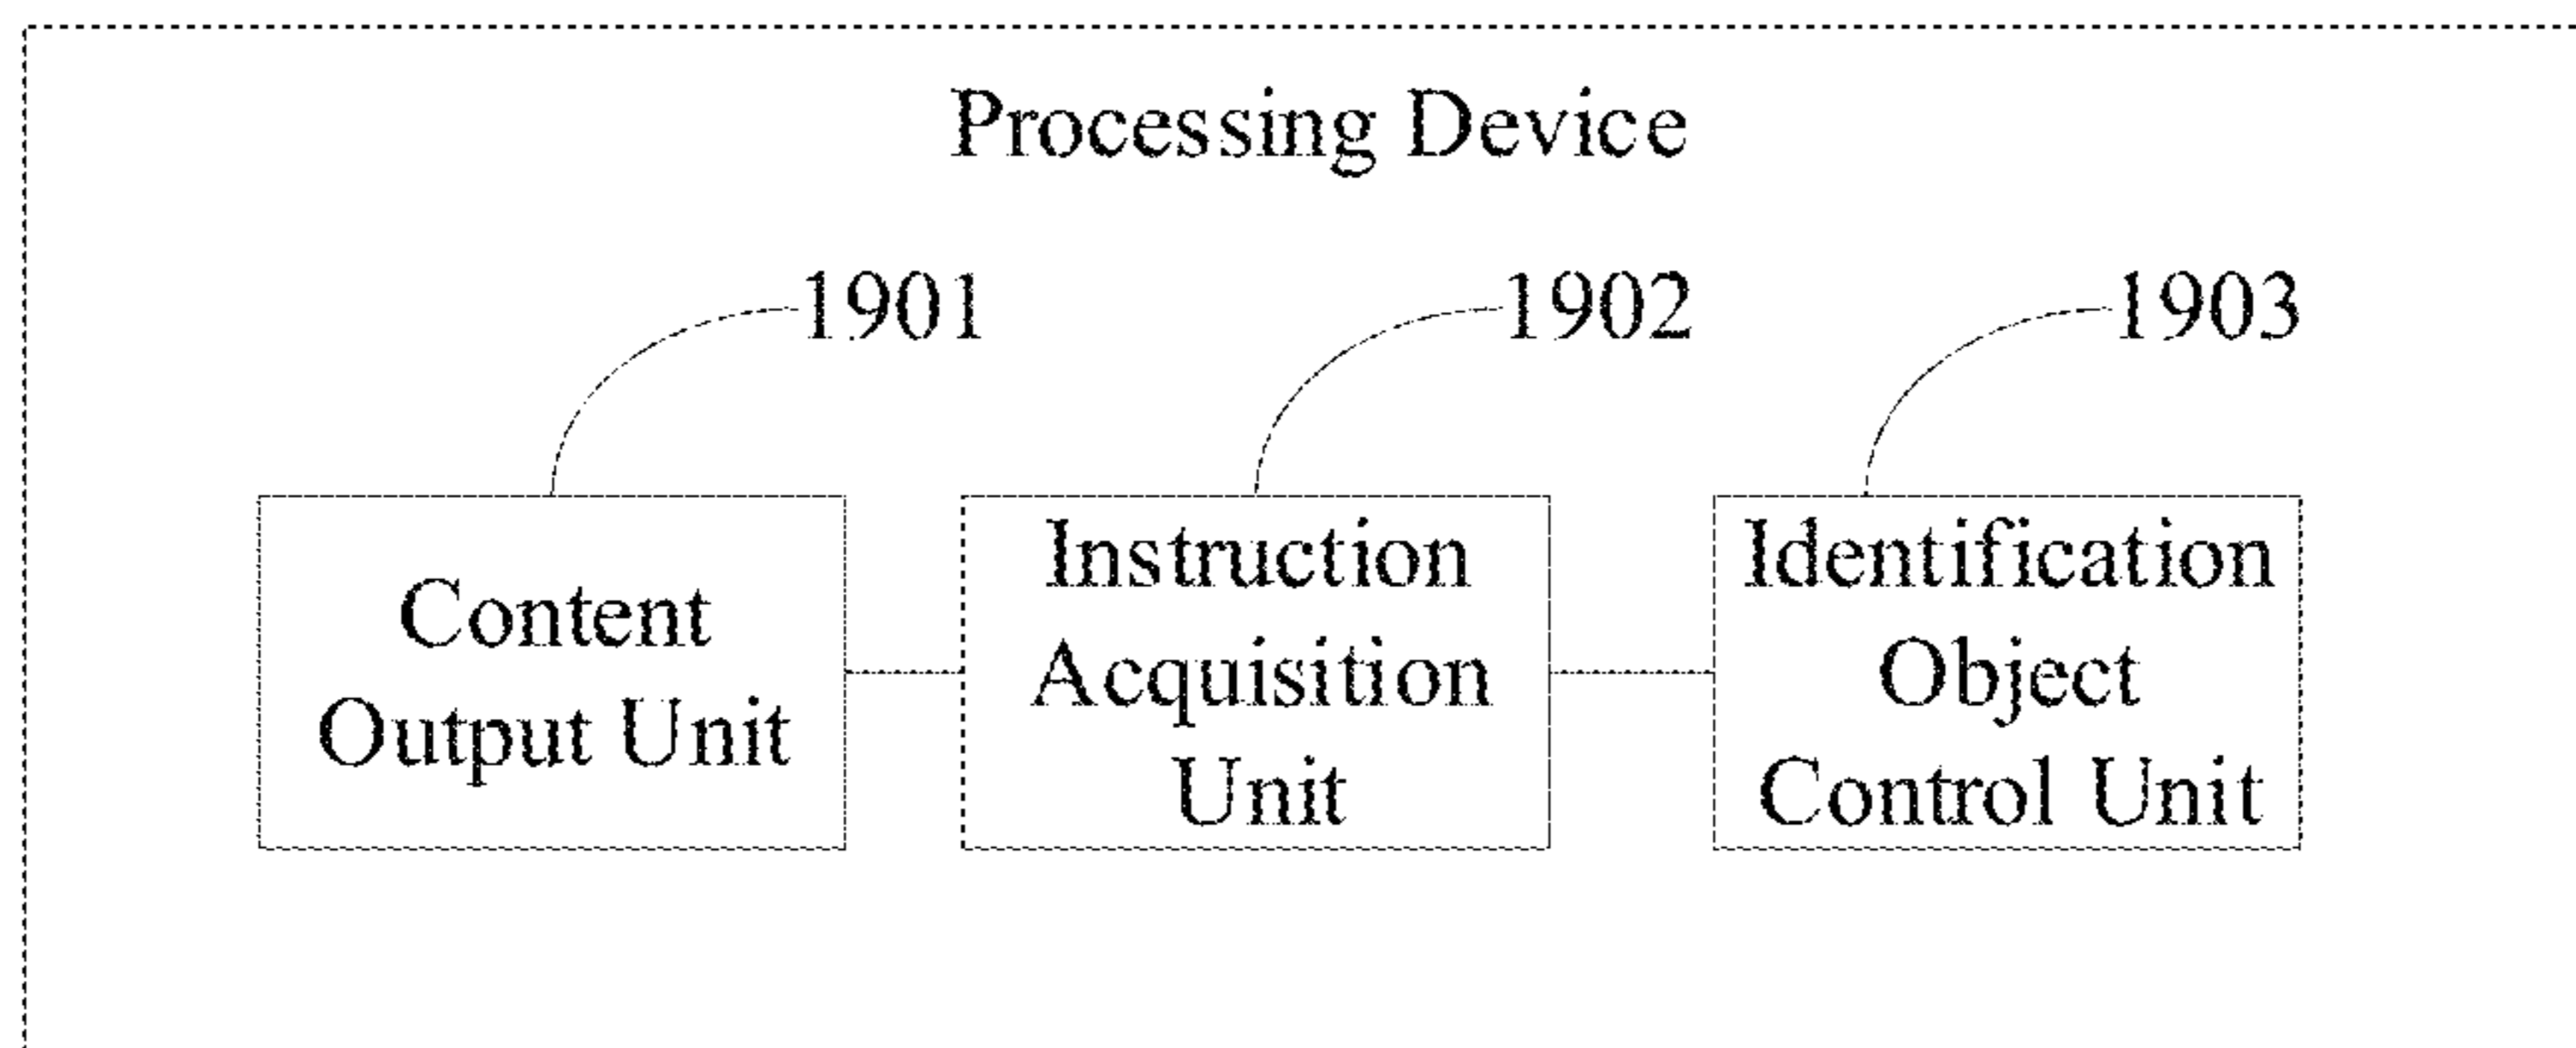 Processing Device
1901
1902
1903
Content
Output Unit
Instruction
Acquisition
Unit
Identification
Object
Control Unit